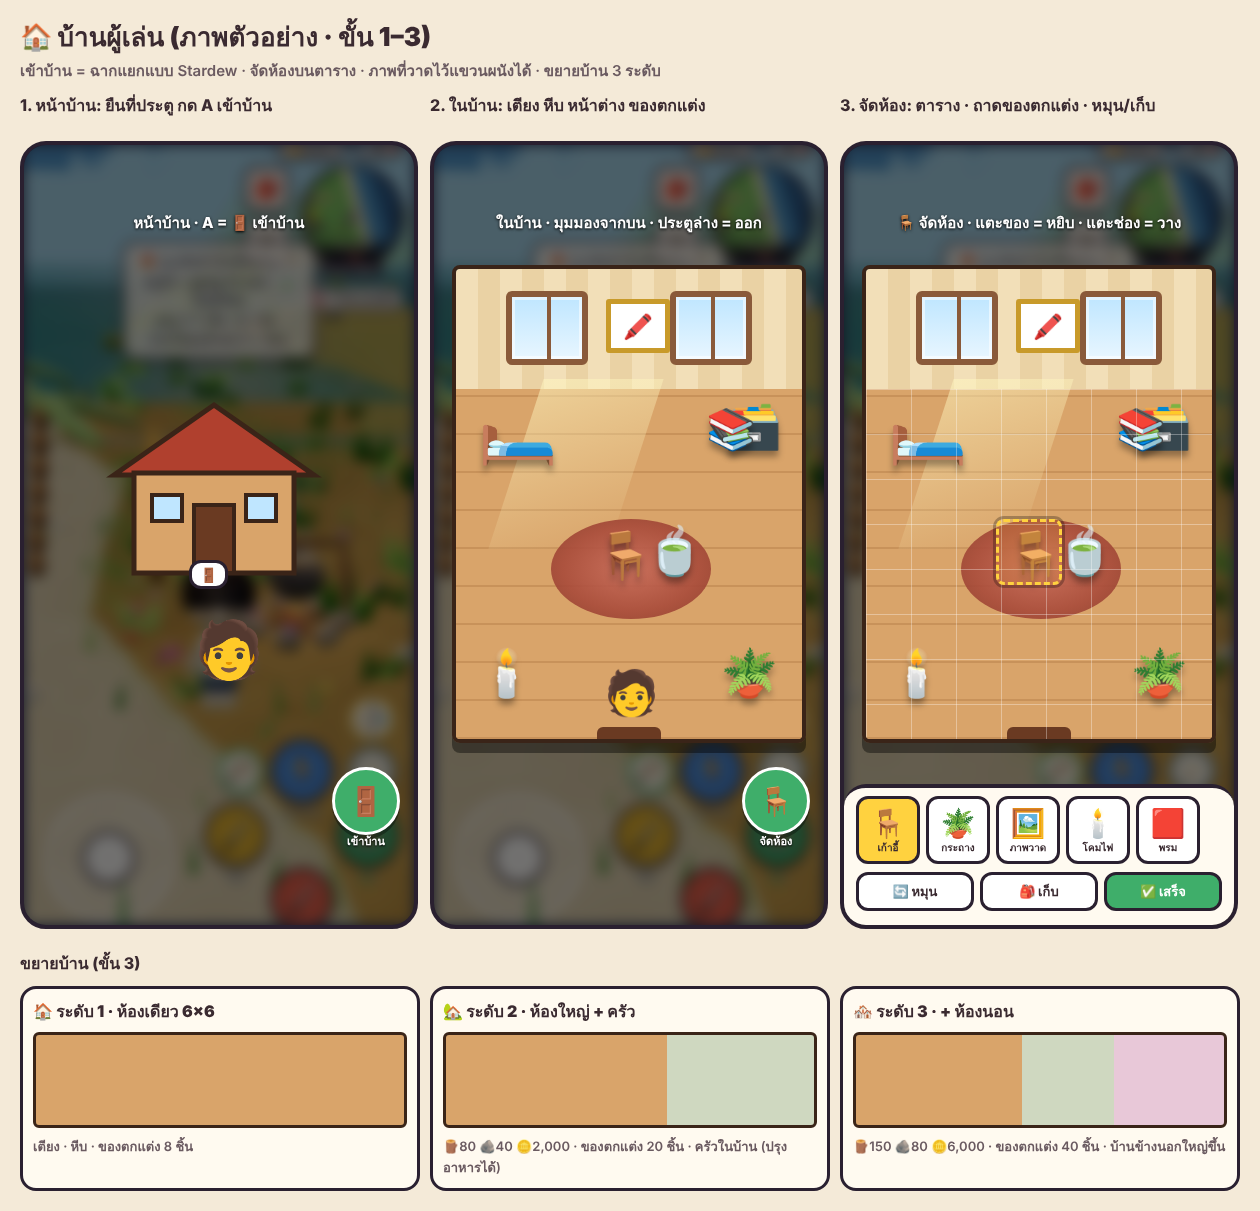 🏠 บ้านผู้เล่น (ภาพตัวอย่าง · ขั้น 1–3)
เข้าบ้าน = ฉากแยกแบบ Stardew · จัดห้องบนตาราง · ภาพที่วาดไว้แขวนผนังได้ · ขยายบ้าน 3 ระดับ
1. หน้าบ้าน: ยืนที่ประตู กด A เข้าบ้าน
หน้าบ้าน · A = 🚪 เข้าบ้าน
เข้าบ้าน
2. ในบ้าน: เตียง หีบ หน้าต่าง ของตกแต่ง
ในบ้าน · มุมมองจากบน · ประตูล่าง = ออก
จัดห้อง
3. จัดห้อง: ตาราง · ถาดของตกแต่ง · หมุน/เก็บ
🪑 จัดห้อง · แตะของ = หยิบ · แตะช่อง = วาง
เก้าอี้
กระถาง
ภาพวาด
โคมไฟ
พรม
🔄 หมุน
🎒 เก็บ
✅ เสร็จ
ขยายบ้าน (ขั้น 3)
🏠 ระดับ 1 · ห้องเดียว 6×6
เตียง · หีบ · ของตกแต่ง 8 ชิ้น
🏡 ระดับ 2 · ห้องใหญ่ + ครัว
🪵80 🪨40 🪙2,000 · ของตกแต่ง 20 ชิ้น · ครัวในบ้าน (ปรุง
อาหารได้)
🏘️ ระดับ 3 · + ห้องนอน
🪵150 🪨80 🪙6,000 · ของตกแต่ง 40 ชิ้น · บ้านข้างนอกใหญ่ขึ้น